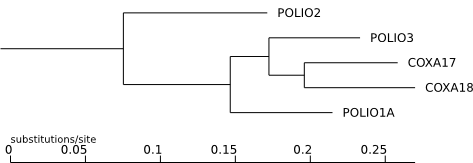 POLIO2
POLIO3
COXA17
COXA18
POLIO1A
substitutions/site
0 0.05 0.1 0.15 0.2 0.25